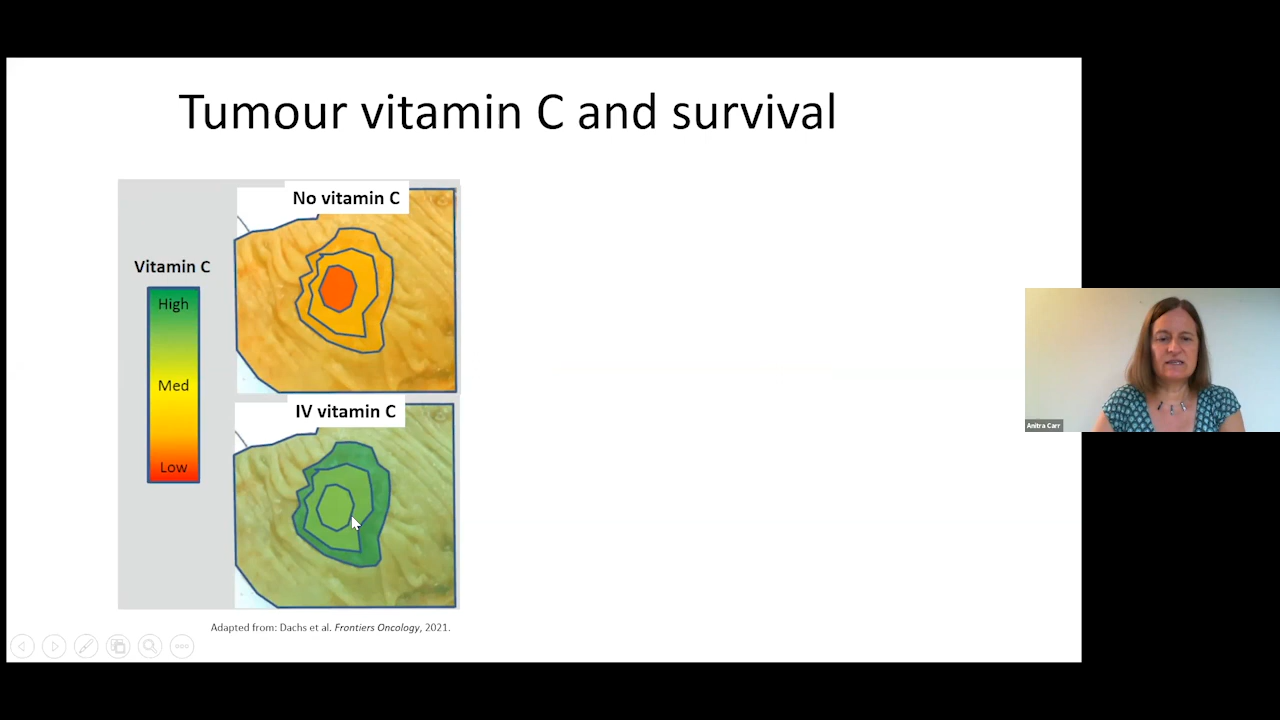 Tumour vitamin C and survival
No vitamin C
Vitamin C
High
Med
Low
IV vitamin C
Adapted from: Dachs et al. Frontiers Oncology, 2021.
Anitra Carr